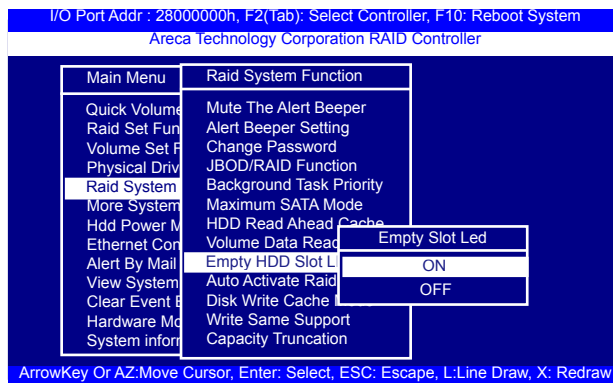 I/O Port Addr : 28000000h, F2(Tab): Select Controller, F10: Reboot System
Areca Technology Corporation RAID Controller
Main Menu
Quick Volume
Raid Set Fun
Volume Set F
Physical Driv
Raid System
More System
Hdd Power M
Ethernet Con
Alert By Mail
View System
Clear Event B
Hardware Mo
System inform
Raid System Function
Mute The Alert Beeper
Alert Beeper Setting
Change Password
JBOD/RAID Function
Background Task Priority
Maximum SATA Mode
HDD Read Ahead Cache
Volume Data Read
Empty HDD Slot L
Auto Activate Raid
Disk Write Cache
Write Same Support
Capacity Truncation
Empty Slot Led
ON
OFF
ArrowKey Or AZ:Move Cursor, Enter: Select, ESC: Escape, L:Line Draw, X: Redraw